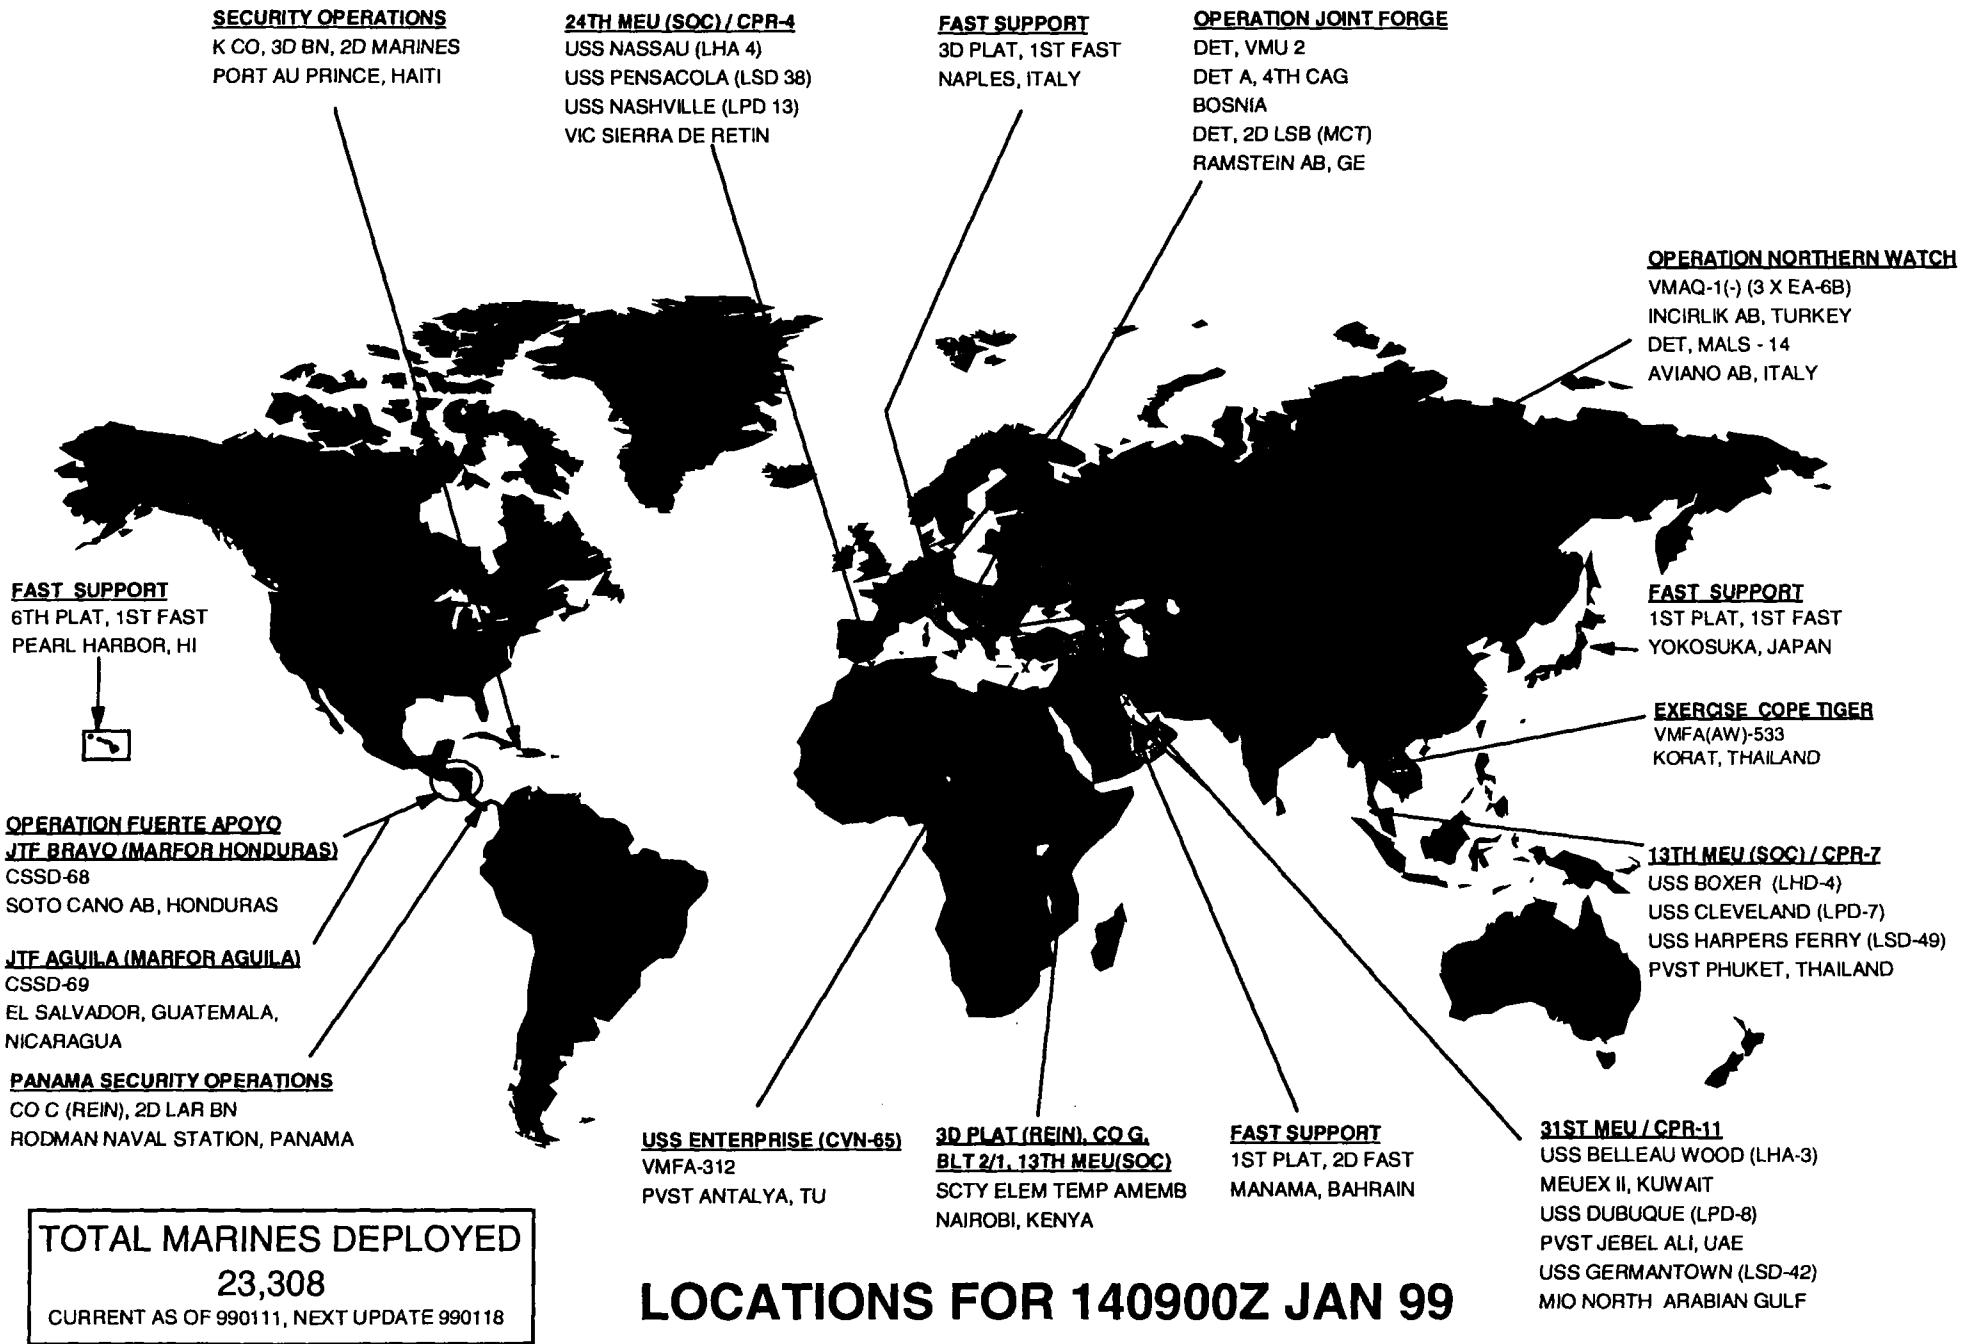 SECURITY OPERATIONS
K CO, 3D BN, 2D MARINES
PORT AU PRINCE, HAITI
24TH MEU (SOC) / CPR-4
USS NASSAU (LHA 4)
USS PENSACOLA (LSD 38)
USS NASHVILLE (LPD 13)
VIC SIERRA DE RETIN
FAST SUPPORT
3D PLAT, 1ST FAST
NAPLES, ITALY
OPERATION JOINT FORGE
DET, VMU 2
DET A, 4TH CAG
BOSNIA
DET, 2D LSB (MCT)
RAMSTEIN AB, GE
OPERATION NORTHERN WATCH
VMAQ-1(-) (3 X EA-6B)
INCIRLIK AB, TURKEY
DET, MALS - 14
AVIANO AB, ITALY
FAST SUPPORT
6TH PLAT, 1ST FAST
PEARL HARBOR, HI
FAST SUPPORT
1ST PLAT, 1ST FAST
YOKOSUKA, JAPAN
EXERCISE COPE TIGER
VMFA(AW)-533
KORAT, THAILAND
OPERATION FUERTE APOYO
JTF BRAVO (MARFOR HONDURAS)
CSSD-68
SOTO CANO AB, HONDURAS
13TH MEU (SOC) / CPR-7
USS BOXER (LHD-4)
USS CLEVELAND (LPD-7)
USS HARPERS FERRY (LSD-49)
PVST PHUKET, THAILAND
JTF AGUILA (MARFOR AGUILA)
CSSD-69
EL SALVADOR, GUATEMALA,
NICARAGUA
PANAMA SECURITY OPERATIONS
CO C (REIN), 2D LAR BN
RODMAN NAVAL STATION, PANAMA
USS ENTERPRISE (CVN-65)
VMFA-312
PVST ANTALYA, TU
3D PLAT (REIN), CO G,
BLT 2/1, 13TH MEU(SOC)
SCTY ELEM TEMP AMEMB
NAIROBI, KENYA
FAST SUPPORT
1ST PLAT, 2D FAST
MANAMA, BAHRAIN
31ST MEU / CPR-11
USS BELLEAU WOOD (LHA-3)
MEUEX II, KUWAIT
USS DUBUQUE (LPD-8)
PVST JEBEL ALI, UAE
USS GERMANTOWN (LSD-42)
MIO NORTH ARABIAN GULF
TOTAL MARINES DEPLOYED
23,308
CURRENT AS OF 990111, NEXT UPDATE 990118
LOCATIONS FOR 140900Z JAN 99